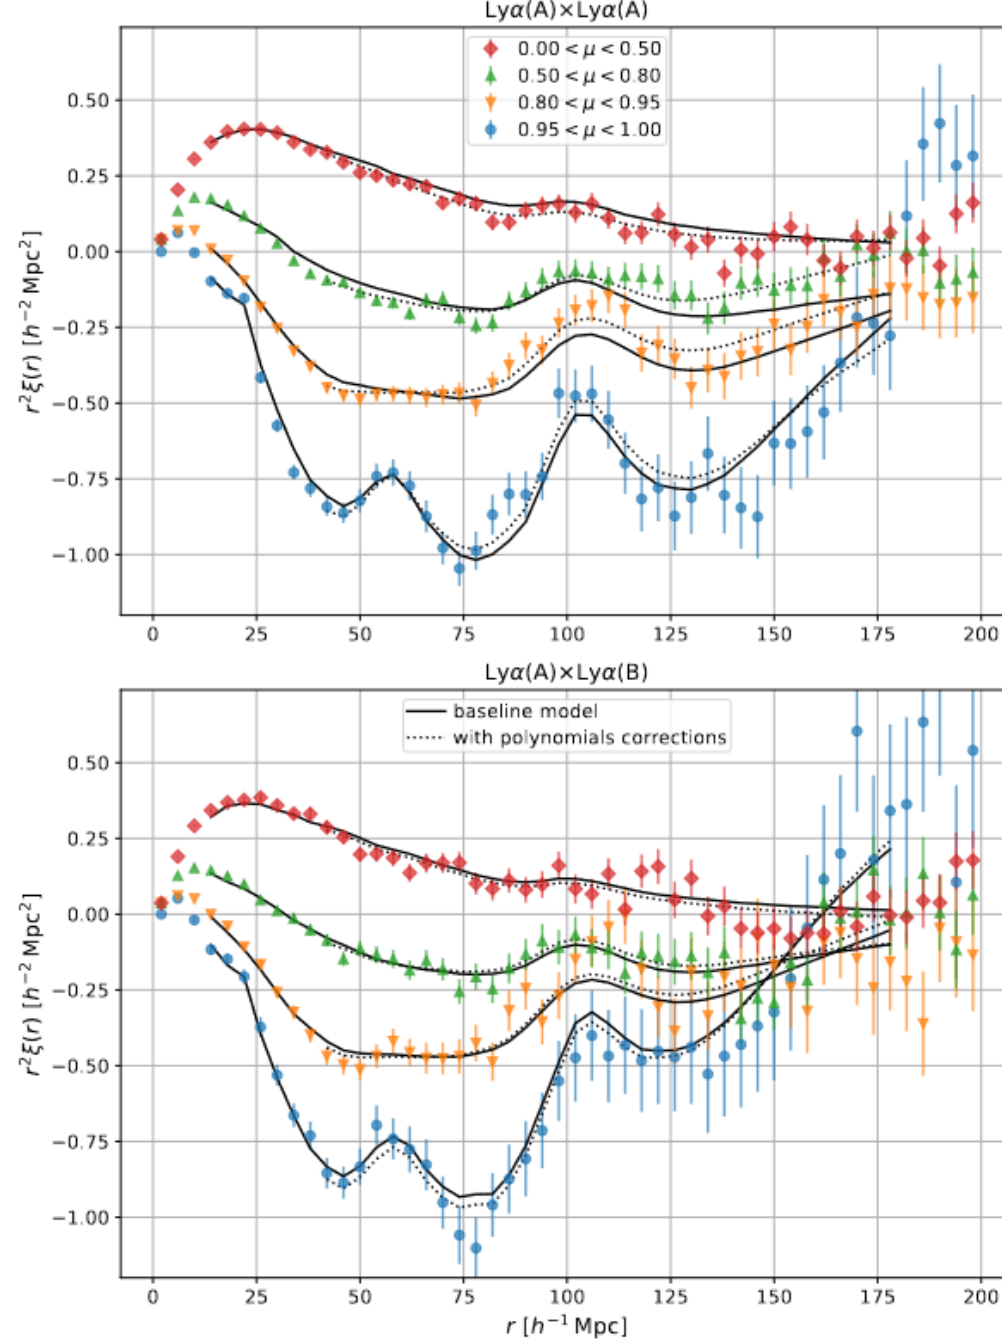 Lyα(A)×Lyα(A)
0.00 < μ < 0.50
0.50 < μ < 0.80
0.80 < μ < 0.95
0.95 < μ < 1.00
r²ξ(r) [h⁻² Mpc²]
0.50
0.25
0.00
−0.25
−0.50
−0.75
−1.00
0 25 50 75 100 125 150 175 200
Lyα(A)×Lyα(B)
baseline model
with polynomials corrections
r²ξ(r) [h⁻² Mpc²]
0.50
0.25
0.00
−0.25
−0.50
−0.75
−1.00
0 25 50 75 100 125 150 175 200
r [h⁻¹ Mpc]